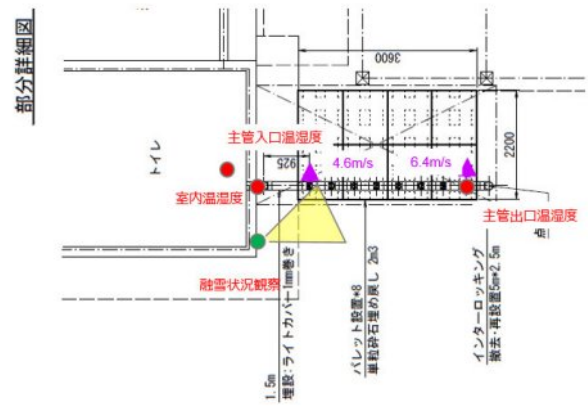 部分詳細図
3600
トイレ
主管入口温湿度
925
4.6m/s
6.4m/s
2200
室内温湿度
主管出口温湿度
点
融雪状況観察
1.5m
埋設:ライトカバー1mm巻き
パレット設置*8
単粒砕石埋め戻し 2m3
インターロッキング
撤去・再設置5m*2.5m